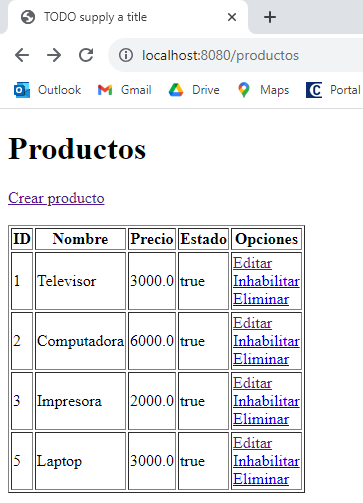 TODO supply a title
localhost:8080/productos
Outlook Gmail Drive Maps Portal
Productos
Crear producto
ID Nombre Precio Estado Opciones
1 Televisor 3000.0 true Editar
Inhabilitar
Eliminar
2 Computadora 6000.0 true Editar
Inhabilitar
Eliminar
3 Impresora 2000.0 true Editar
Inhabilitar
Eliminar
5 Laptop 3000.0 true Editar
Inhabilitar
Eliminar